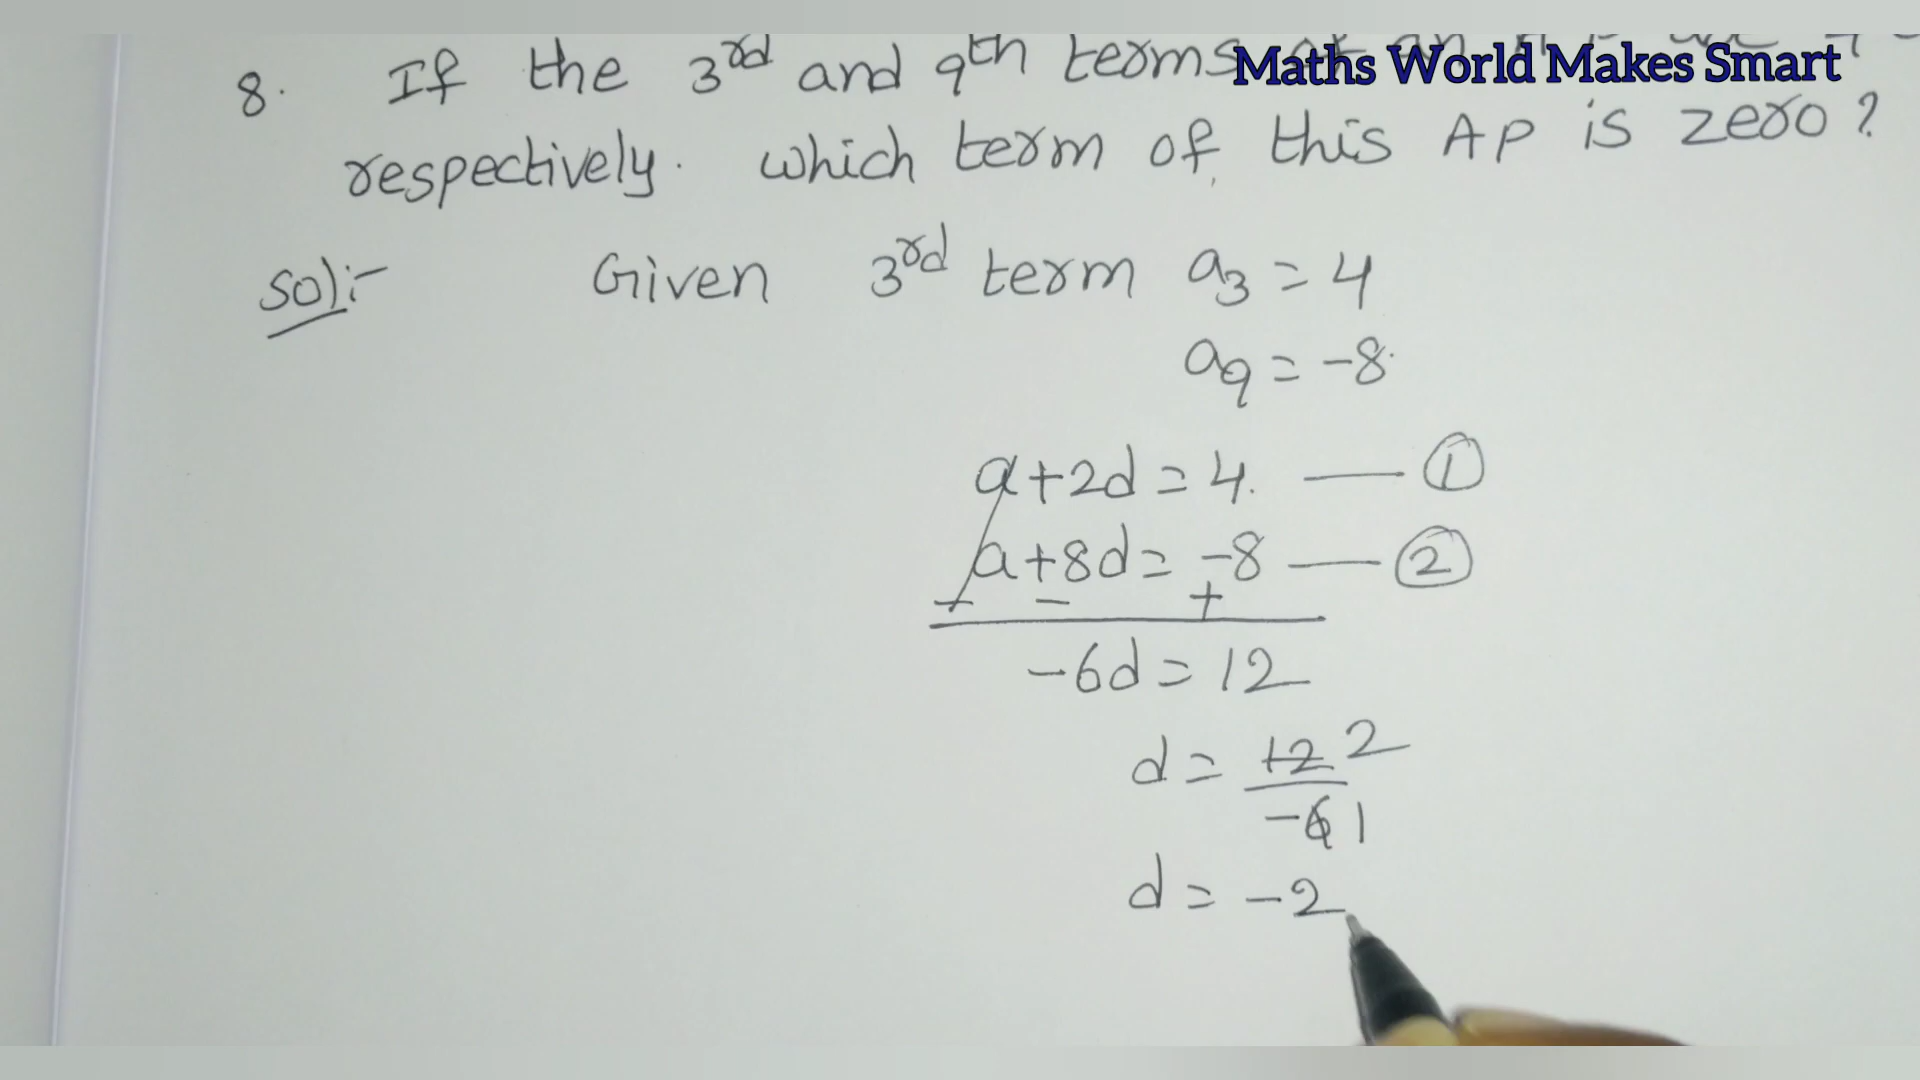 8. If the 3rd and 9th terms
Maths World Makes Smart
respectively. which term of this AP is zero?
Sol:- Given 3rd term a3 = 4
a9 = -8.
a+2d = 4. — 1
a+8d = -8 — 2
- - +
-6d = 12
d = 12 2
-6 1
d = -2